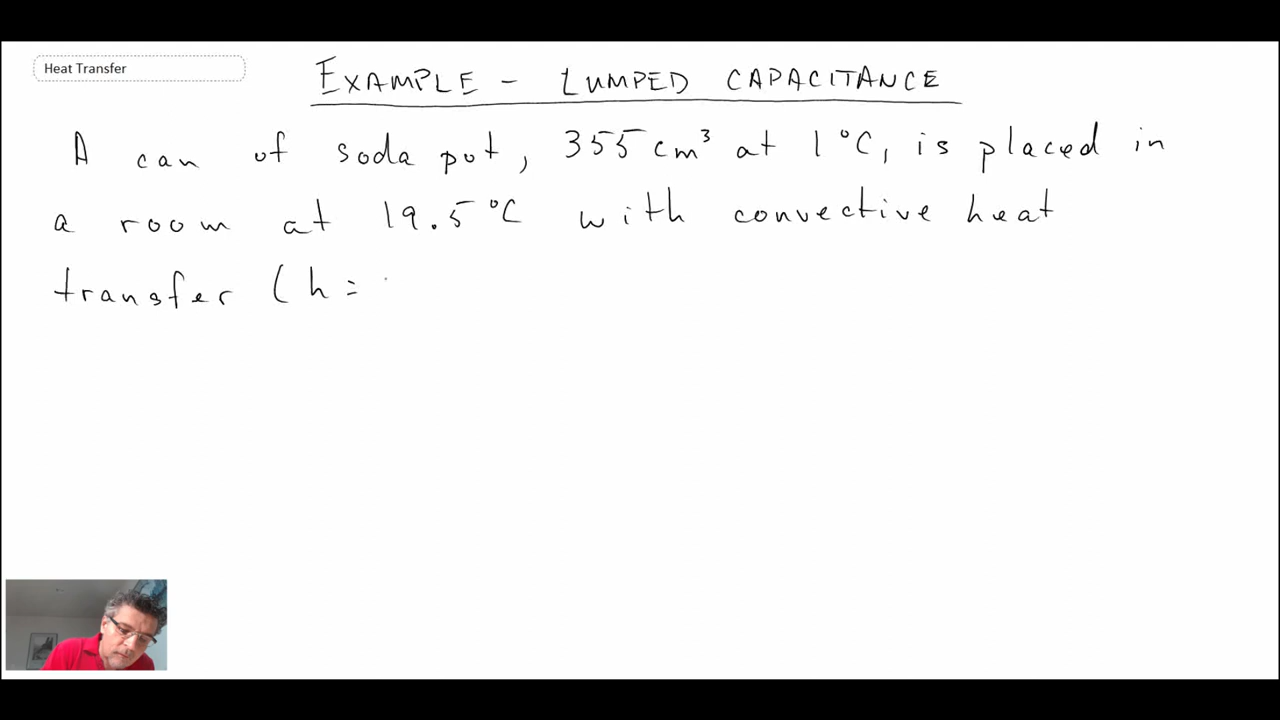 Heat Transfer
EXAMPLE - LUMPED CAPACITANCE
A can of soda pot, 355 cm³ at 1 °C, is placed in
a room at 19.5 °C with convective heat
transfer (h =